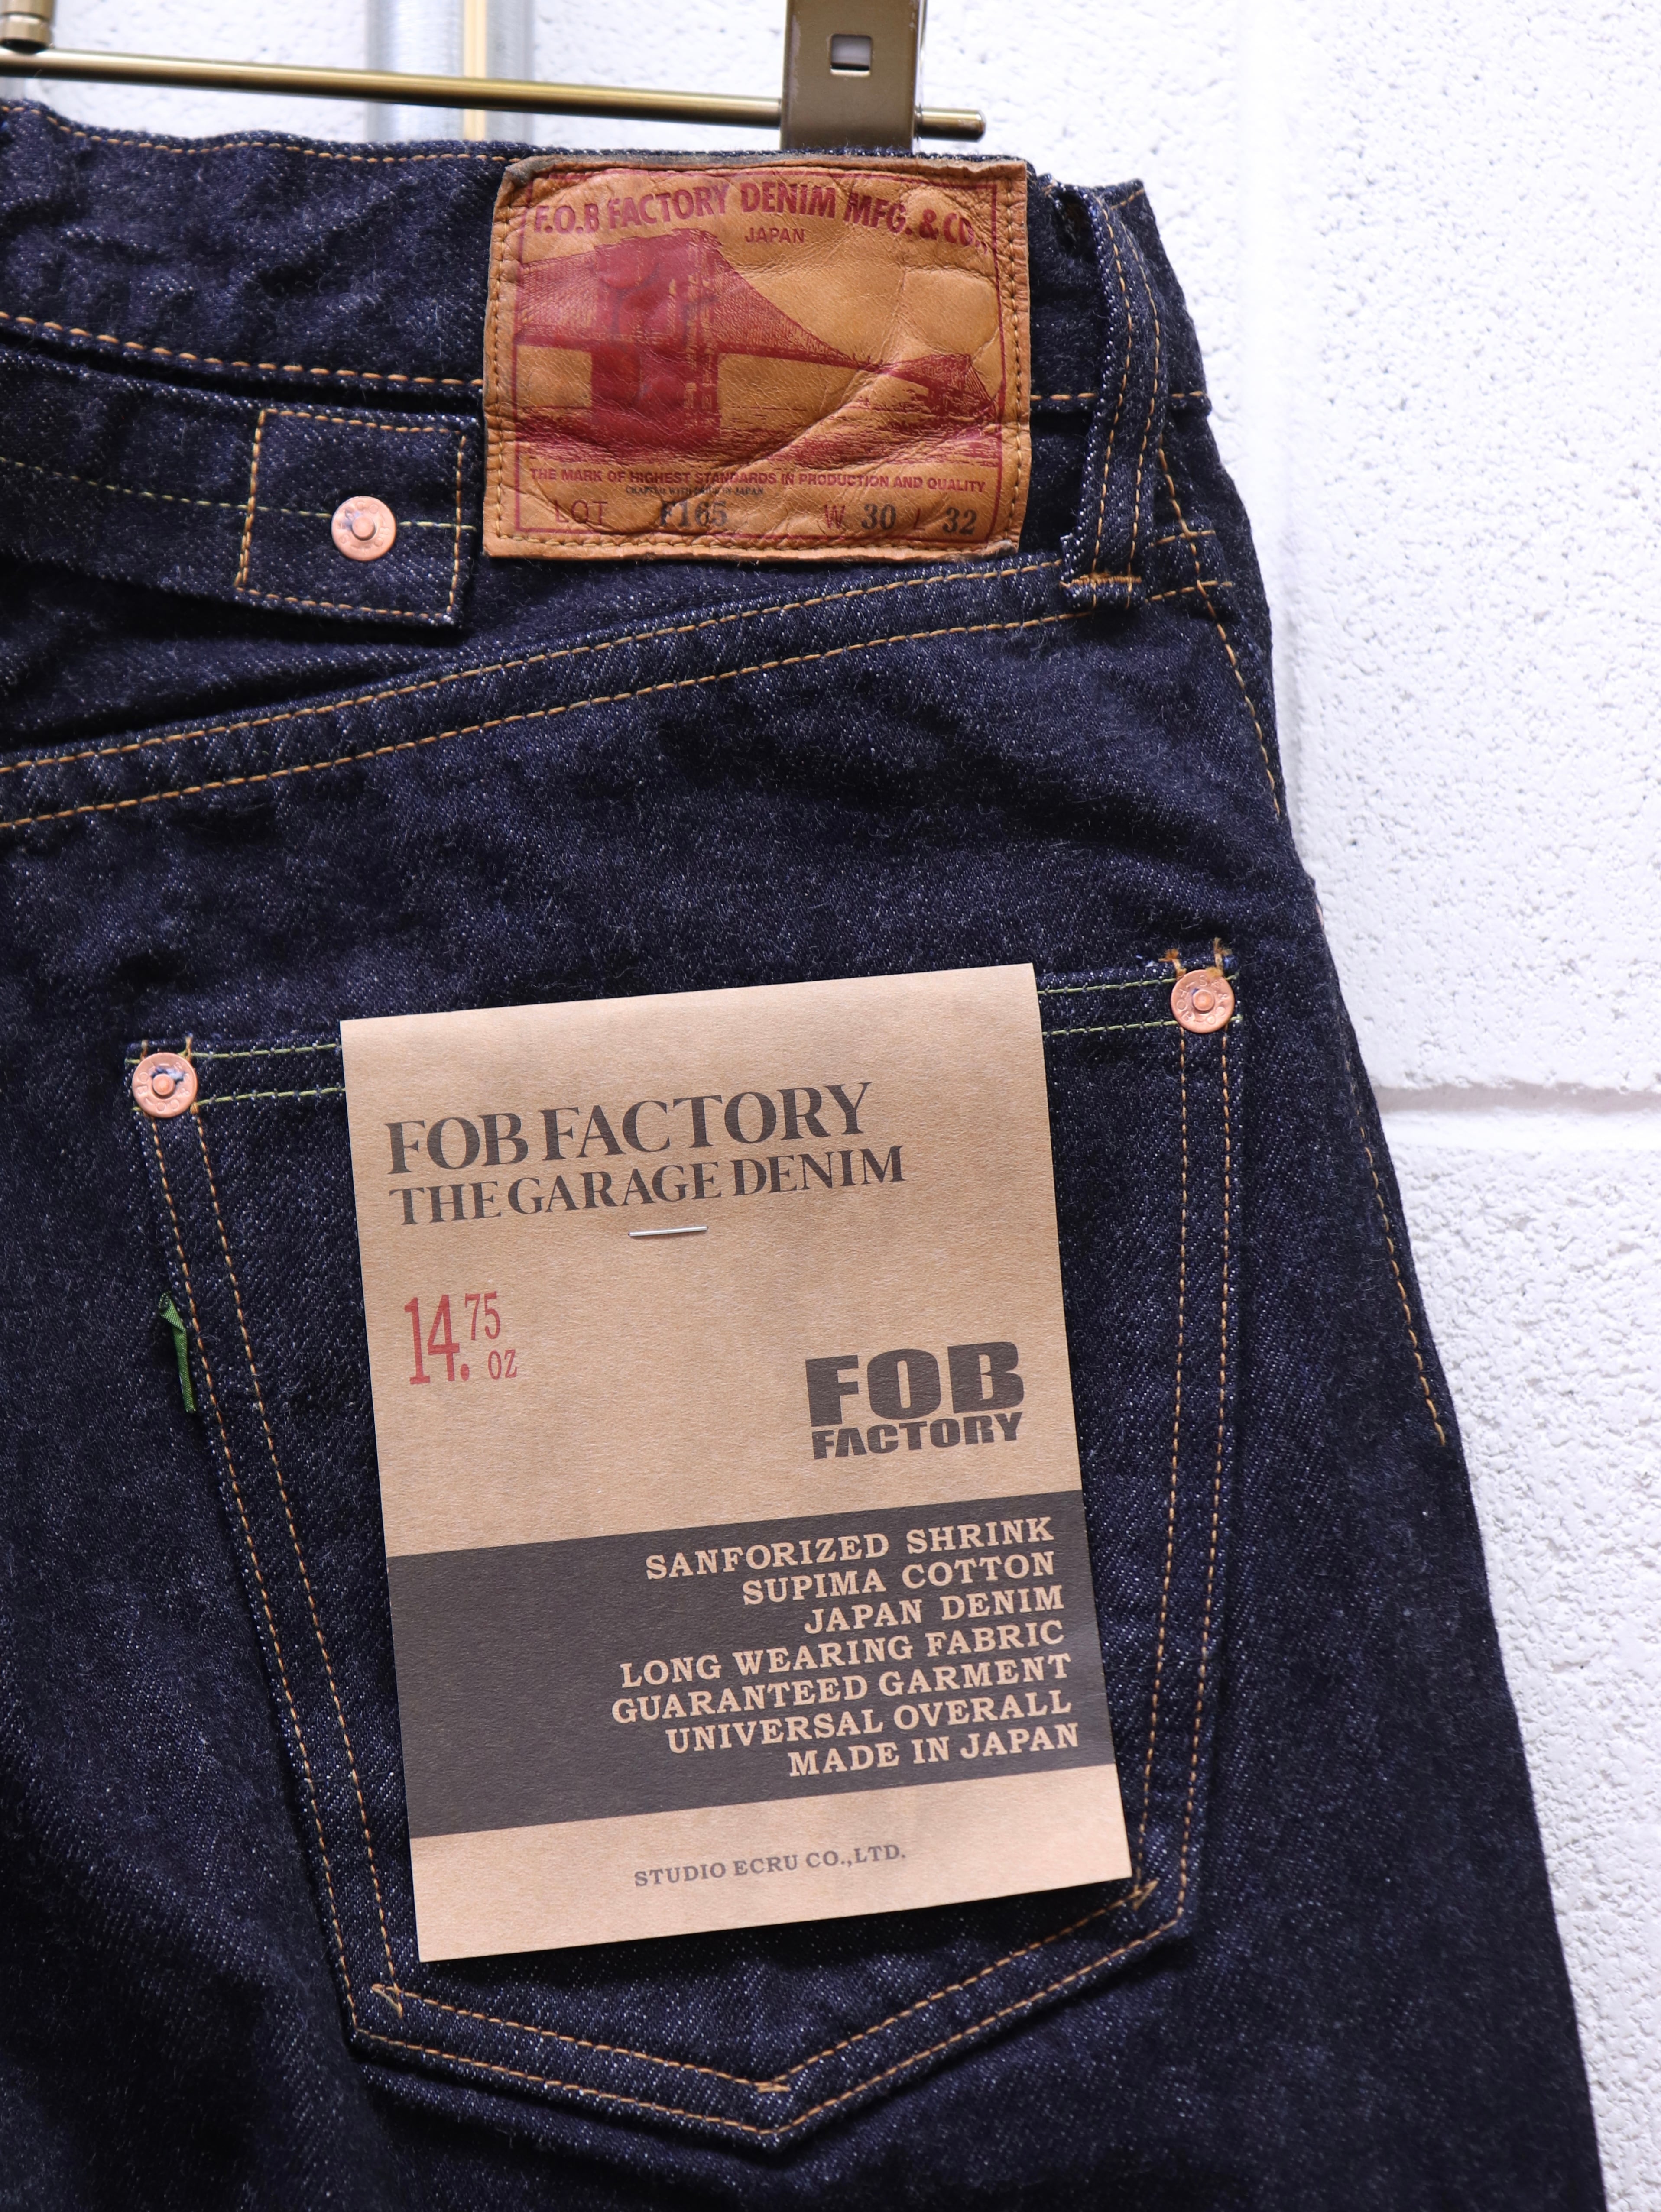 F.O.B FACTORY DENIM MFG. & CO.,
JAPAN
THE MARK OF HIGHEST STANDARDS IN PRODUCTION AND QUALITY
LOT F165 W 30 L 32
FOB FACTORY
THE GARAGE DENIM
14.75 OZ
FOB
FACTORY
SANFORIZED SHRINK
SUPIMA COTTON
JAPAN DENIM
LONG WEARING FABRIC
GUARANTEED GARMENT
UNIVERSAL OVERALL
MADE IN JAPAN
STUDIO ECRU CO.,LTD.